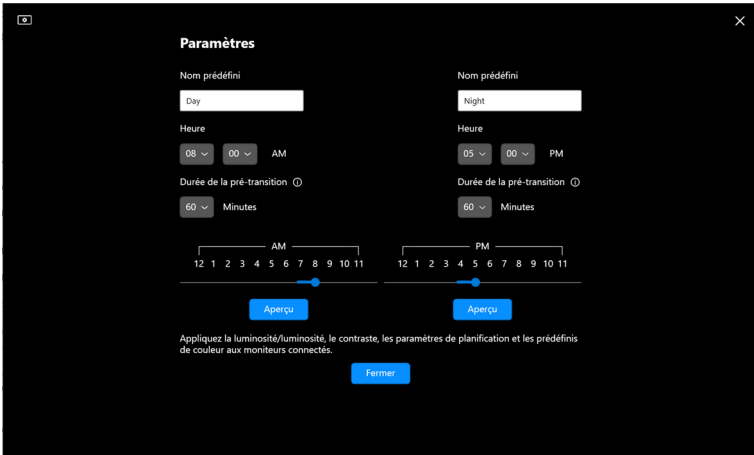 Paramètres
Nom prédéfini
Day
Heure
08 00 AM
Durée de la pré-transition
60 Minutes
Nom prédéfini
Night
Heure
05 00 PM
Durée de la pré-transition
60 Minutes
AM
12 1 2 3 4 5 6 7 8 9 10 11
Aperçu
PM
12 1 2 3 4 5 6 7 8 9 10 11
Aperçu
Appliquez la luminosité/luminosité, le contraste, les paramètres de planification et les prédéfinis
de couleur aux moniteurs connectés.
Fermer